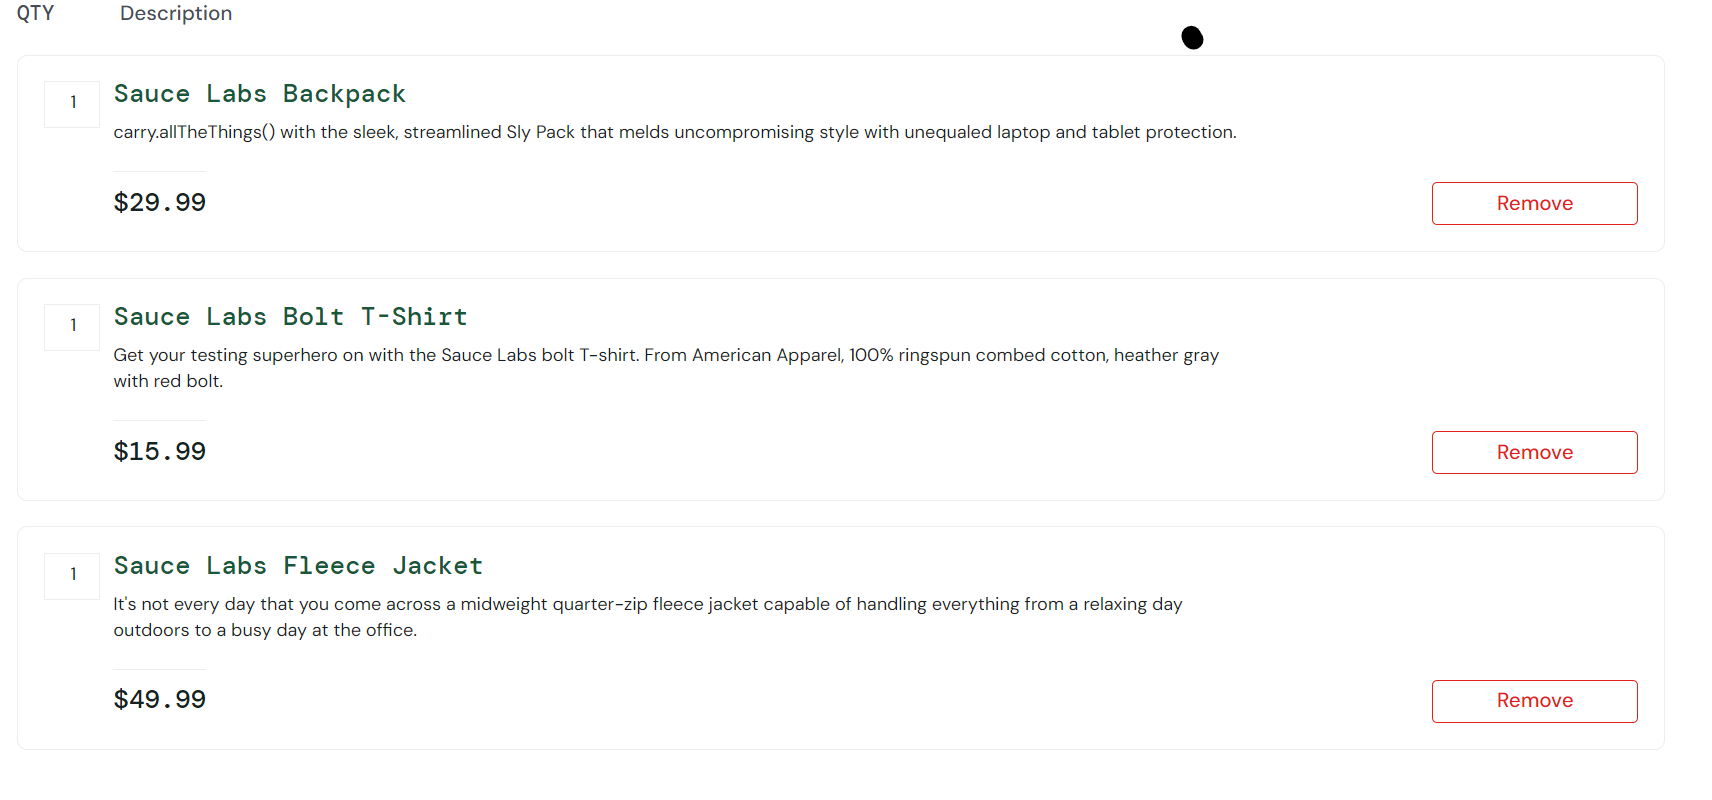 QTY Description
1 Sauce Labs Backpack
carry.allTheThings() with the sleek, streamlined Sly Pack that melds uncompromising style with unequaled laptop and tablet protection.
$29.99 Remove
1 Sauce Labs Bolt T-Shirt
Get your testing superhero on with the Sauce Labs bolt T-shirt. From American Apparel, 100% ringspun combed cotton, heather gray
with red bolt.
$15.99 Remove
1 Sauce Labs Fleece Jacket
It's not every day that you come across a midweight quarter-zip fleece jacket capable of handling everything from a relaxing day
outdoors to a busy day at the office.
$49.99 Remove